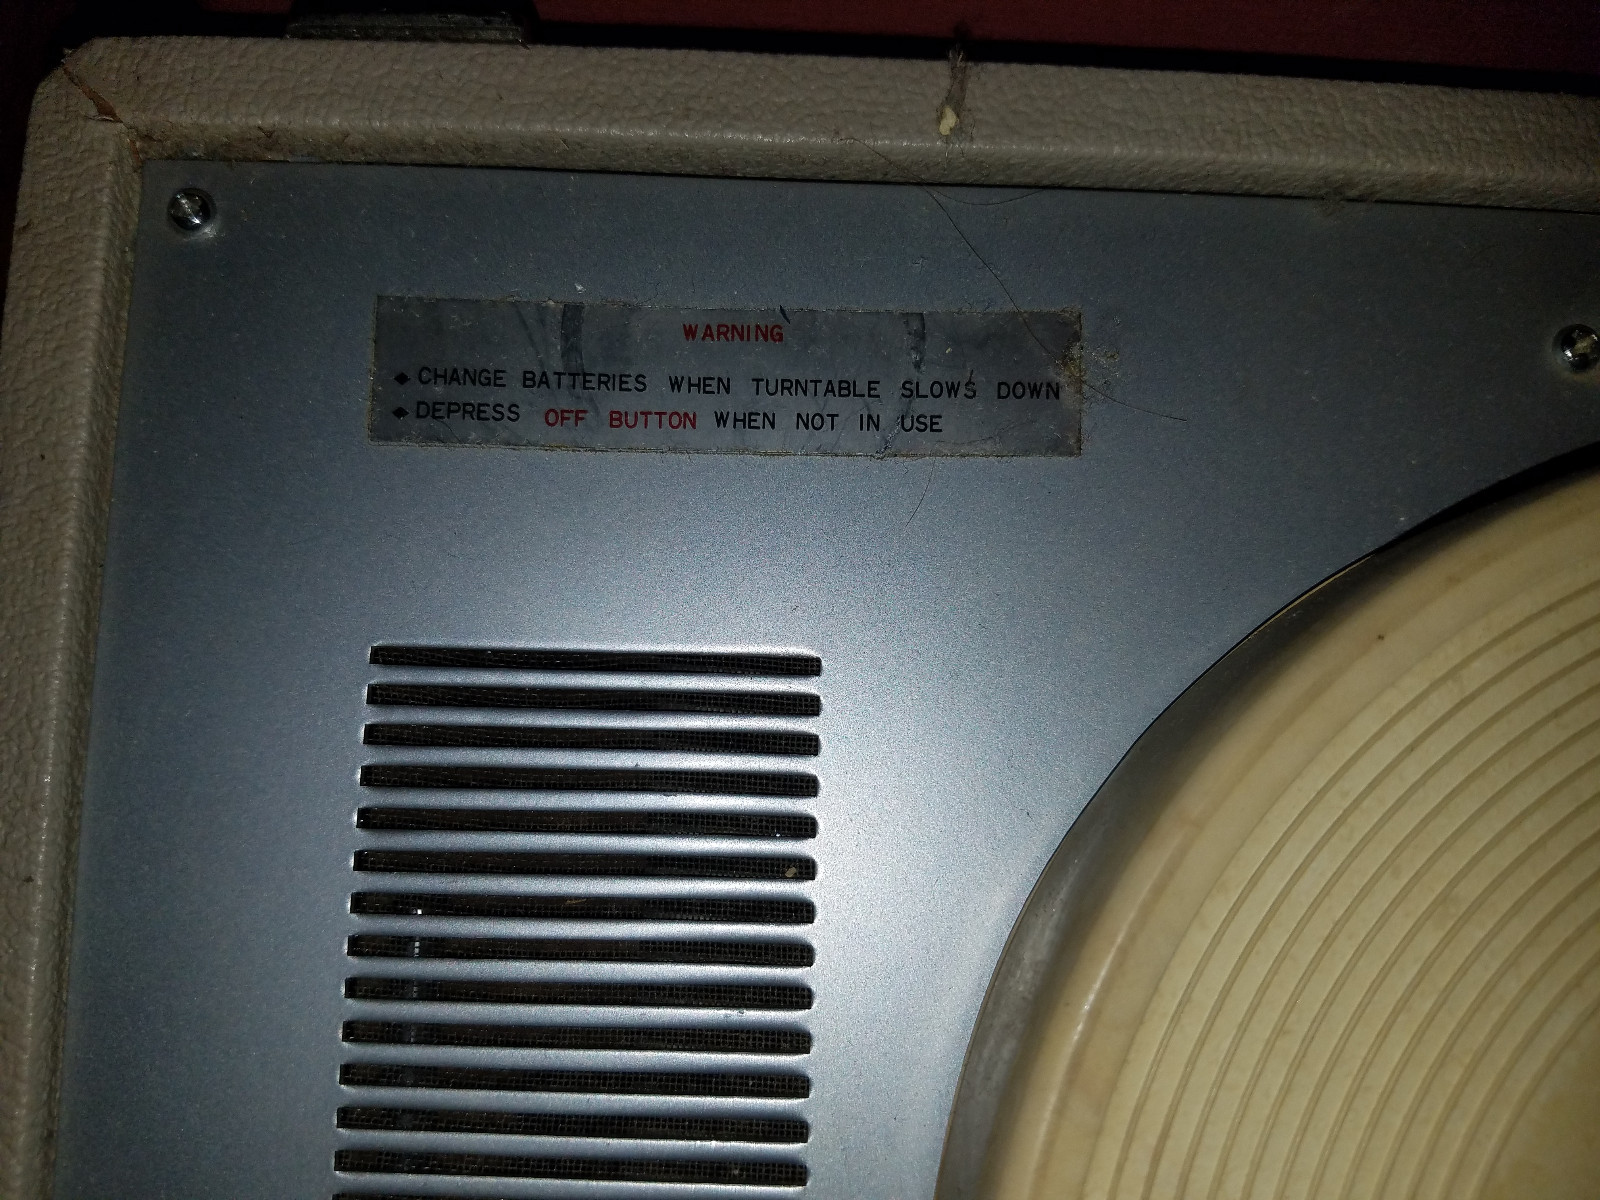 WARNING
◆ CHANGE BATTERIES WHEN TURNTABLE SLOWS DOWN
◆ DEPRESS OFF BUTTON WHEN NOT IN USE